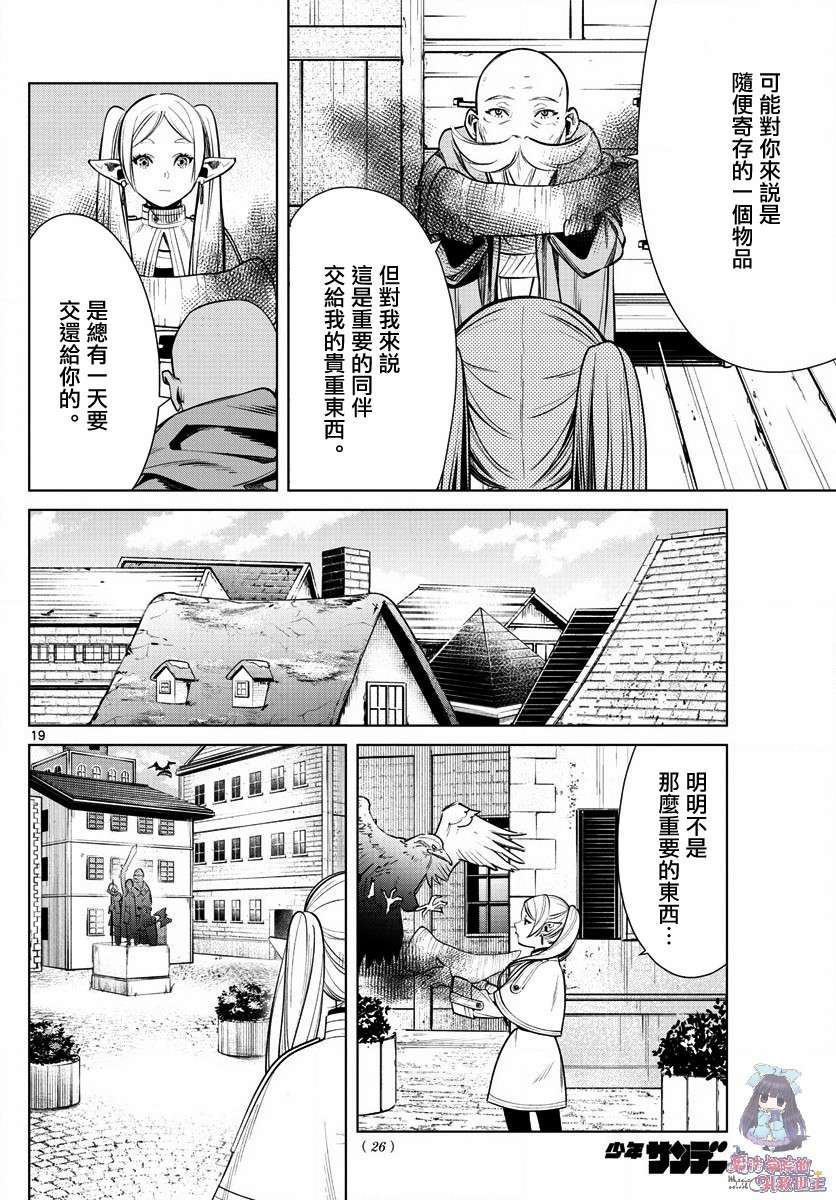 可能對你來說是
隨便寄存的一個物品
但對我來說
這是重要的同伴
交給我的貴重東西。
是總有一天要
交還給你的。
19
明明不是
那麼重要的東西…
( 26 )
少年サンデー